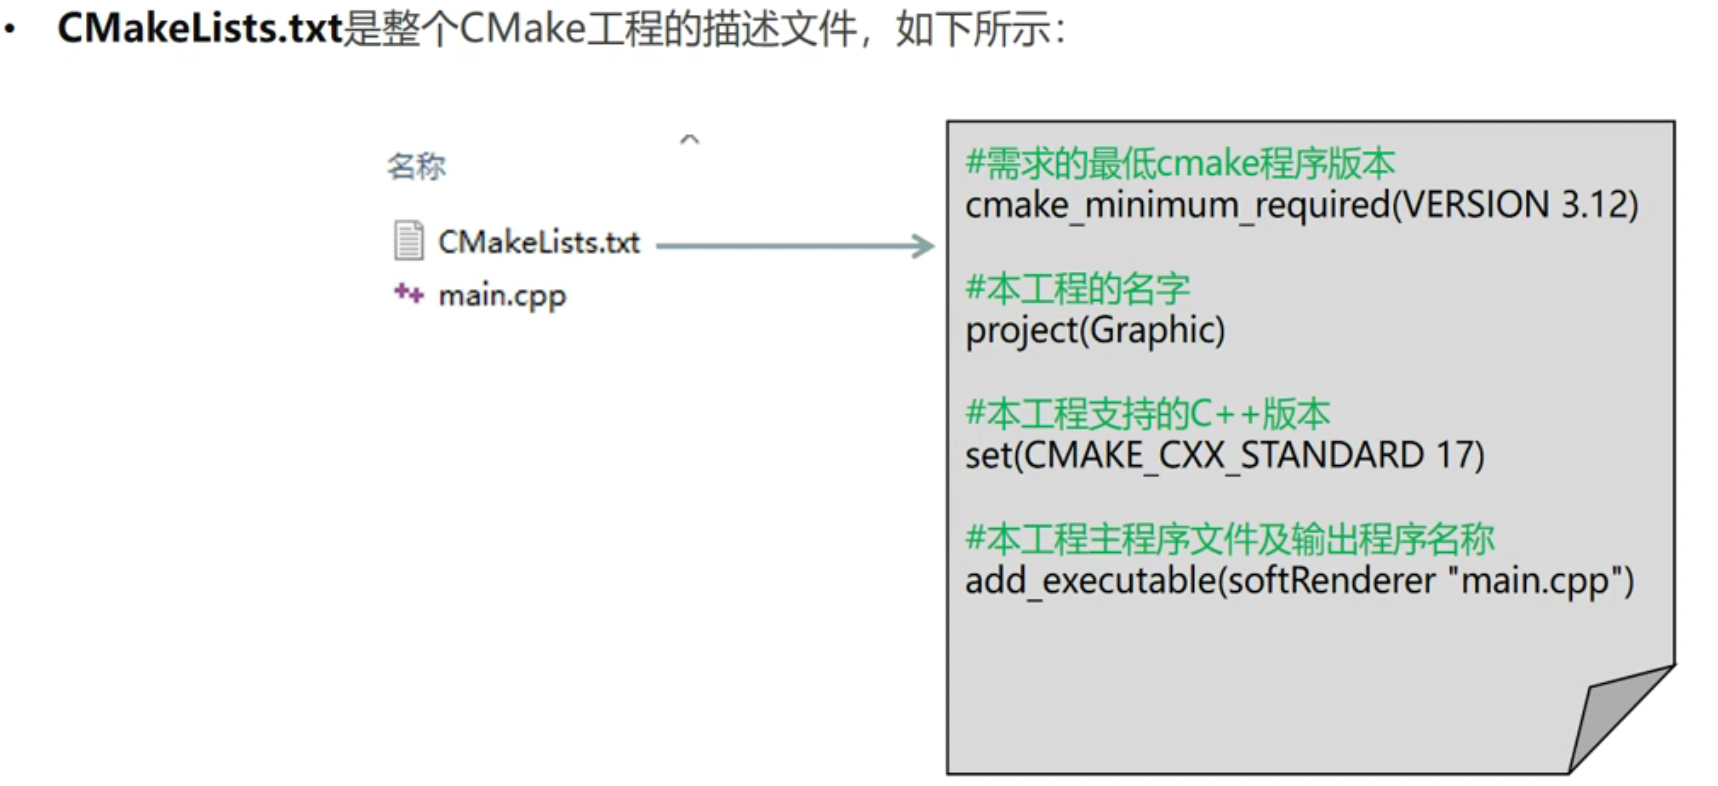 • CMakeLists.txt是整个CMake工程的描述文件，如下所示：
名称
CMakeLists.txt
main.cpp
#需求的最低cmake程序版本
cmake_minimum_required(VERSION 3.12)
#本工程的名字
project(Graphic)
#本工程支持的C++版本
set(CMAKE_CXX_STANDARD 17)
#本工程主程序文件及输出程序名称
add_executable(softRenderer "main.cpp")